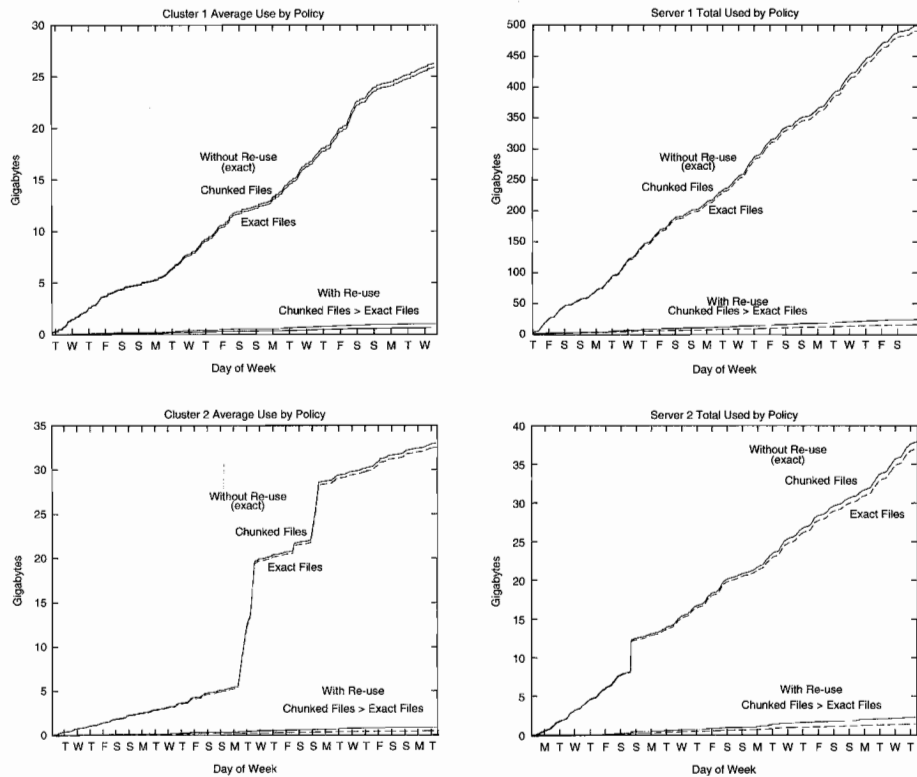 Cluster 1 Average Use by Policy
30
25
20
15
10
5
0
Gigabytes
Without Re-use
(exact)
Chunked Files
Exact Files
With Re-use
Chunked Files > Exact Files
T W T F S S M T W T F S S M T W T F S S M T W
Day of Week
Server 1 Total Used by Policy
500
450
400
350
300
250
200
150
100
50
0
Gigabytes
Without Re-use
(exact)
Chunked Files
Exact Files
With Re-use
Chunked Files > Exact Files
T F S S M T W T F S S M T W T F S S M T W T F S
Day of Week
Cluster 2 Average Use by Policy
35
30
25
20
15
10
5
0
Gigabytes
Without Re-use
(exact)
Chunked Files
Exact Files
With Re-use
Chunked Files > Exact Files
T W T F S S M T W T F S S M T W T F S S M T W T F S S M T
Day of Week
Server 2 Total Used by Policy
40
35
30
25
20
15
10
5
0
Gigabytes
Without Re-use
(exact)
Chunked Files
Exact Files
With Re-use
Chunked Files > Exact Files
M T W T F S S M T W T F S S M T W T F S S M T W T
Day of Week